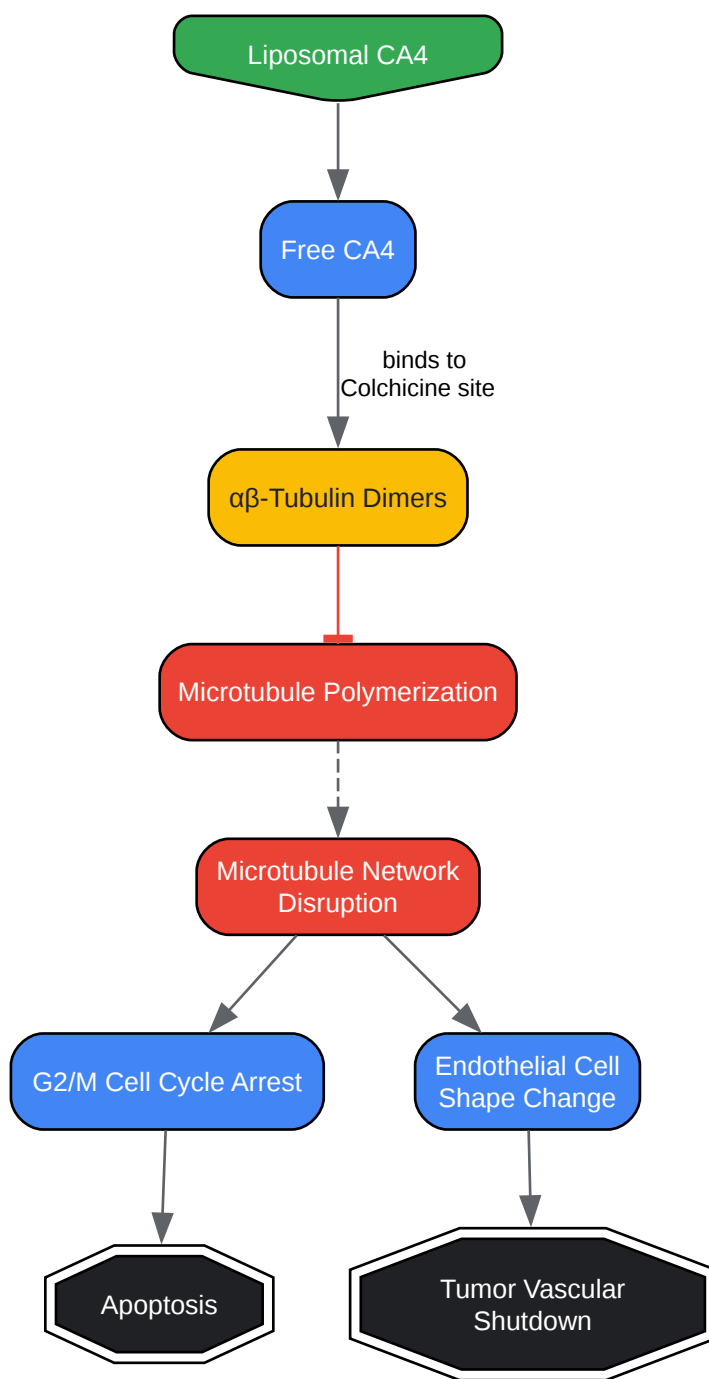 Liposomal CA4
Free CA4
binds to
Colchicine site
αβ-Tubulin Dimers
Microtubule Polymerization
Microtubule Network
Disruption
G2/M Cell Cycle Arrest
Endothelial Cell
Shape Change
Apoptosis
Tumor Vascular
Shutdown